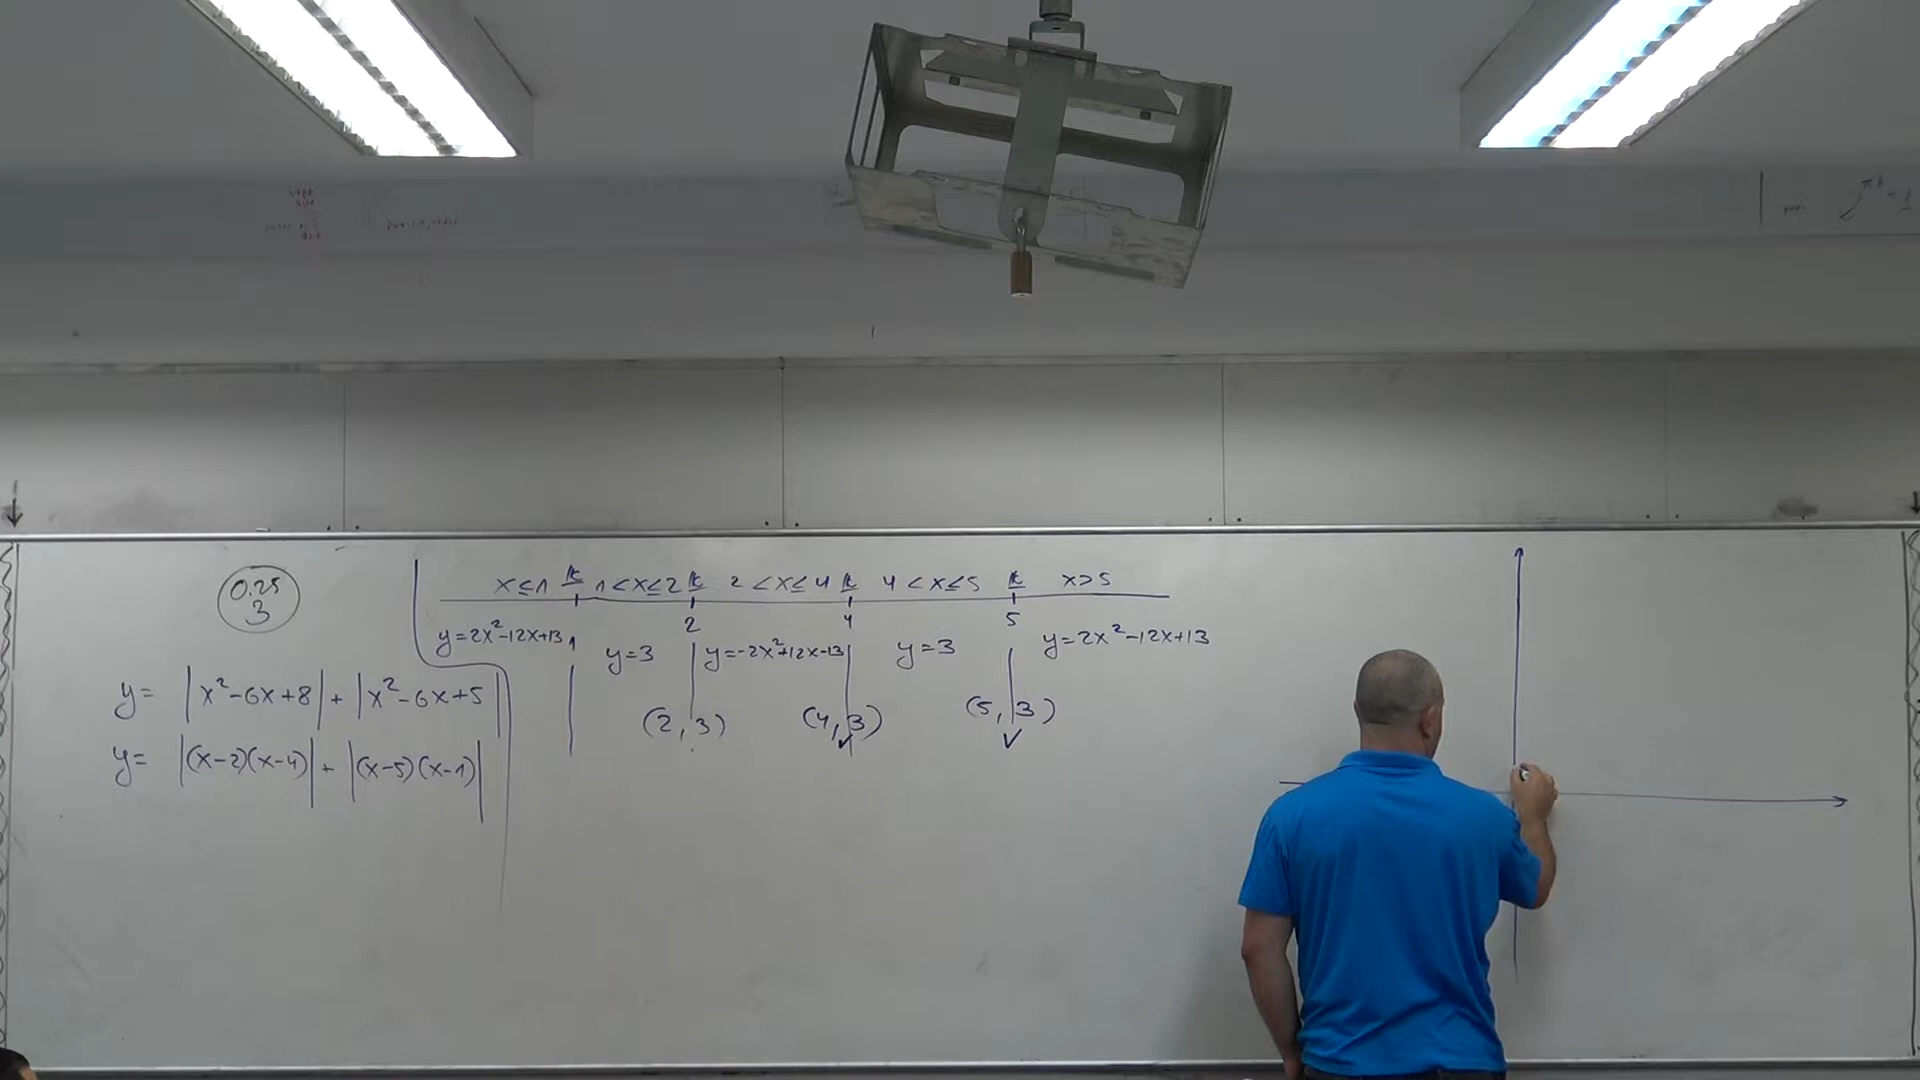 0.25
3
x≤1 k 1<x≤2 k 2<x≤4 k 4<x≤5 k x>5
1 2 4 5
y=2x²-12x+13 y=3 y=-2x²+12x-13 y=3 y=2x²-12x+13
(2,3) (4,3) ✓ (5,3) ✓
y= |x²-6x+8|+|x²-6x+5|
y= |(x-2)(x-4)|+|(x-5)(x-1)|